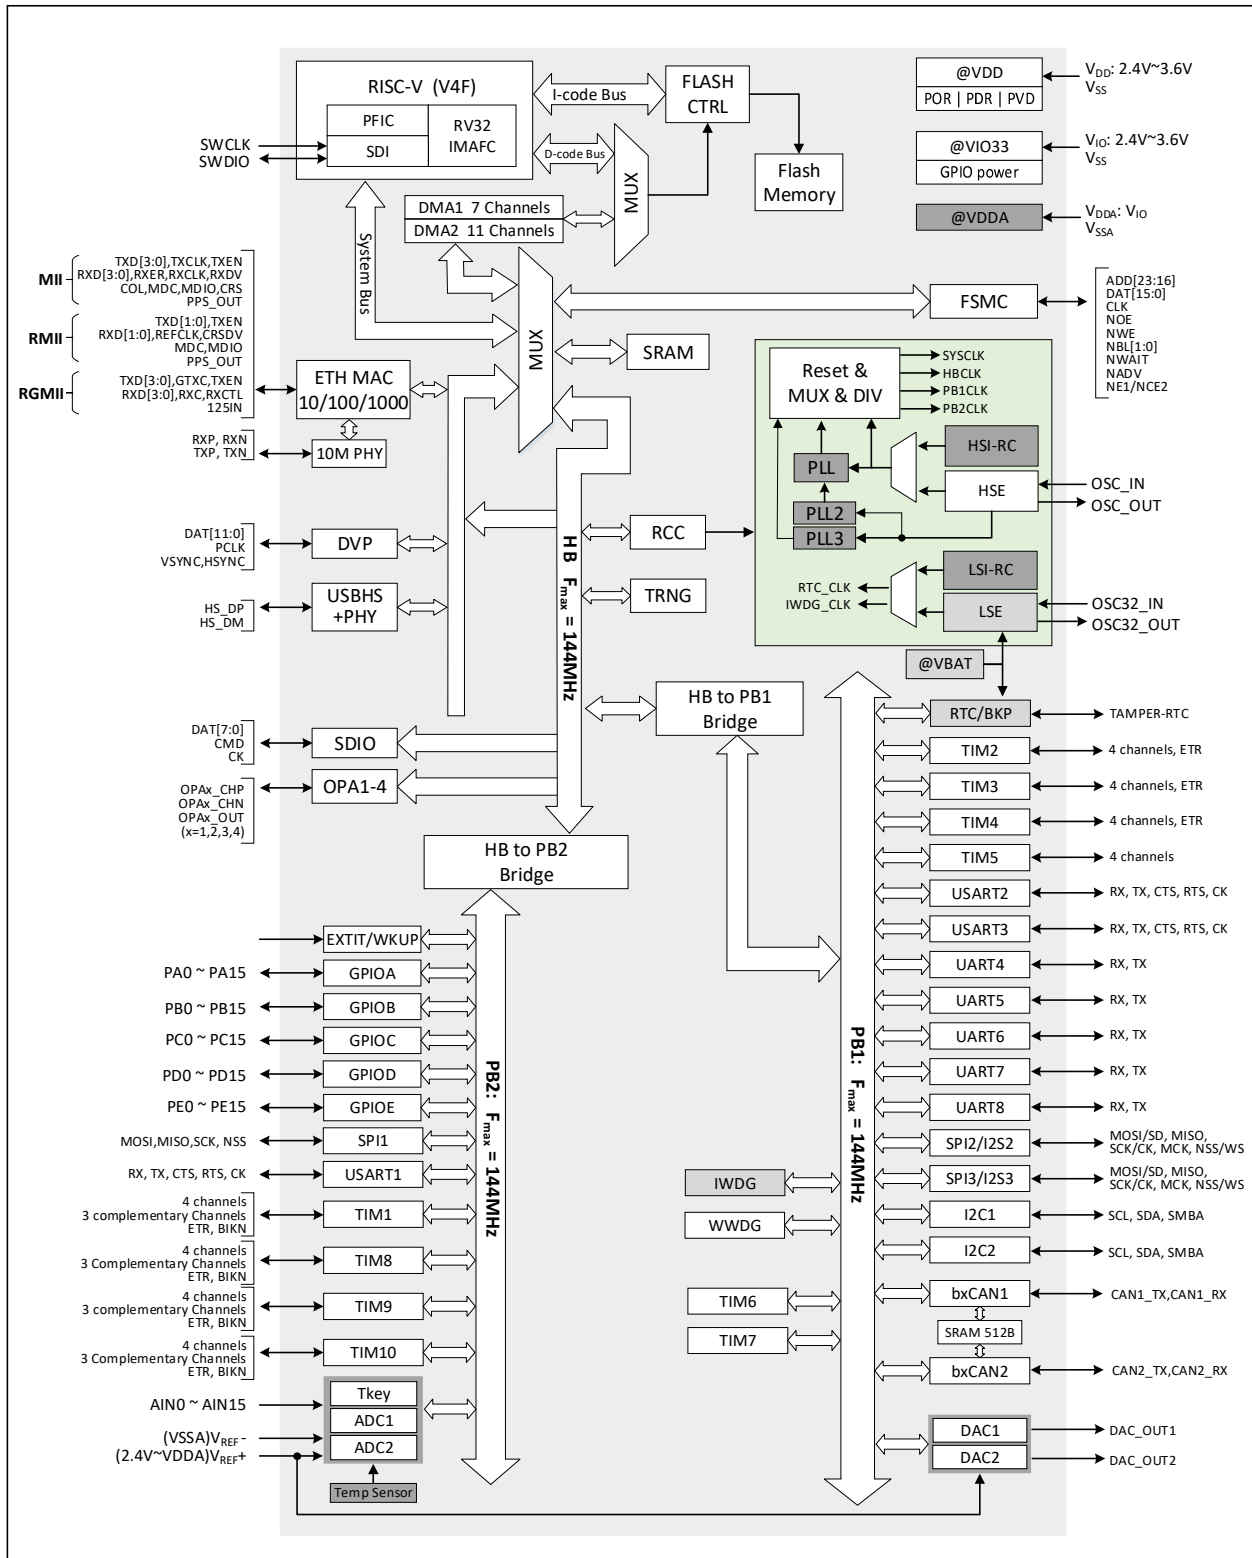 RISC-V (V4F)
PFIC
SDI
RV32
IMAFC
SWCLK
SWDIO
I-code Bus
D-code Bus
FLASH
CTRL
Flash
Memory
MUX
DMA1 7 Channels
DMA2 11 Channels
System Bus
MUX
@VDD
POR | PDR | PVD
VDD: 2.4V~3.6V
VSS
@VIO33
GPIO power
VIO: 2.4V~3.6V
VSS
@VDDA
VDDA: VIO
VSSA
FSMC
ADD[23:16]
DAT[15:0]
CLK
NOE
NWE
NBL[1:0]
NWAIT
NADV
NE1/NCE2
SRAM
MII
TXD[3:0],TXCLK,TXEN
RXD[3:0],RXER,RXCLK,RXDV
COL,MDC,MDIO,CRS
PPS_OUT
RMII
TXD[1:0],TXEN
RXD[1:0],REFCLK,CRSDV
MDC,MDIO
PPS_OUT
RGMII
TXD[3:0],GTXC,TXEN
RXD[3:0],RXC,RXCTL
125IN
ETH MAC
10/100/1000
RXP, RXN
TXP, TXN
10M PHY
Reset &
MUX & DIV
SYSCLK
HBCLK
PB1CLK
PB2CLK
PLL
PLL2
PLL3
HSI-RC
HSE
OSC_IN
OSC_OUT
LSI-RC
LSE
RTC_CLK
IWDG_CLK
OSC32_IN
OSC32_OUT
@VBAT
RCC
TRNG
HB Fmax = 144MHz
DAT[11:0]
PCLK
VSYNC,HSYNC
DVP
HS_DP
HS_DM
USBHS
+PHY
DAT[7:0]
CMD
CK
SDIO
OPAx_CHP
OPAx_CHN
OPAx_OUT
(x=1,2,3,4)
OPA1-4
HB to PB1
Bridge
HB to PB2
Bridge
EXTIT/WKUP
PA0 ~ PA15
GPIOA
PB0 ~ PB15
GPIOB
PC0 ~ PC15
GPIOC
PD0 ~ PD15
GPIOD
PE0 ~ PE15
GPIOE
MOSI,MISO,SCK, NSS
SPI1
RX, TX, CTS, RTS, CK
USART1
4 channels
3 complementary Channels
ETR, BIKN
TIM1
4 channels
3 Complementary Channels
ETR, BIKN
TIM8
4 channels
3 complementary Channels
ETR, BIKN
TIM9
4 channels
3 Complementary Channels
ETR, BIKN
TIM10
AIN0 ~ AIN15
(VSSA)VREF-
(2.4V~VDDA)VREF+
Tkey
ADC1
ADC2
Temp Sensor
PB2: Fmax = 144MHz
PB1: Fmax = 144MHz
IWDG
WWDG
TIM6
TIM7
RTC/BKP
TAMPER-RTC
TIM2
4 channels, ETR
TIM3
4 channels, ETR
TIM4
4 channels, ETR
TIM5
4 channels
USART2
RX, TX, CTS, RTS, CK
USART3
RX, TX, CTS, RTS, CK
UART4
RX, TX
UART5
RX, TX
UART6
RX, TX
UART7
RX, TX
UART8
RX, TX
SPI2/I2S2
MOSI/SD, MISO,
SCK/CK, MCK, NSS/WS
SPI3/I2S3
MOSI/SD, MISO,
SCK/CK, MCK, NSS/WS
I2C1
SCL, SDA, SMBA
I2C2
SCL, SDA, SMBA
bxCAN1
CAN1_TX,CAN1_RX
SRAM 512B
bxCAN2
CAN2_TX,CAN2_RX
DAC1
DAC_OUT1
DAC2
DAC_OUT2